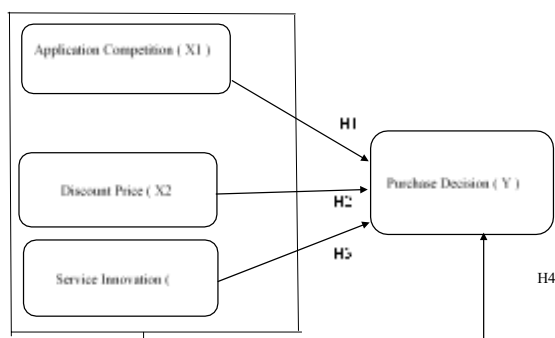 Application Competition ( X1 )
H1
Purchase Decision ( Y )
Discount Price ( X2
H2
H3
Service Innovation (
H4